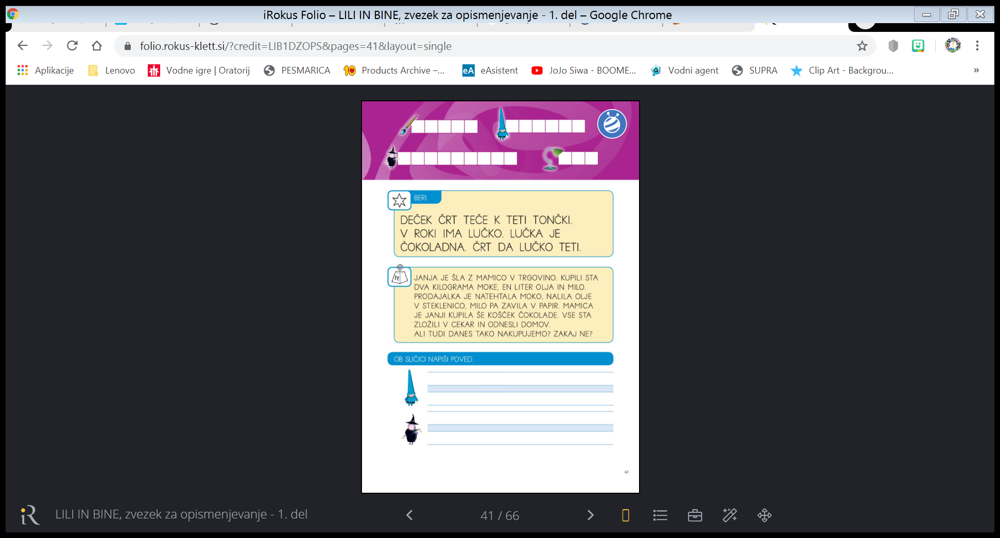 iRokus Folio – LILI IN BINE, zvezek za opismenjevanje - 1. del – Google Chrome
folio.rokus-klett.si/?credit=LIB1DZOPS&pages=41&layout=single
Aplikacije Lenovo Vodne igre | Oratorij PESMARICA Products Archive –... eA eAsistent JoJo Siwa - BOOME... Vodni agent SUPRA Clip Art - Backgrou... »
BERI.
DEČEK ČRT TEČE K TETI TONČKI.
V ROKI IMA LUČKO. LUČKA JE
ČOKOLADNA. ČRT DA LUČKO TETI.
1t
JANJA JE ŠLA Z MAMICO V TRGOVINO. KUPILI STA
DVA KILOGRAMA MOKE, EN LITER OLJA IN MILO.
PRODAJALKA JE NATEHTALA MOKO, NALILA OLJE
V STEKLENICO, MILO PA ZAVILA V PAPIR. MAMICA
JE JANJI KUPILA ŠE KOŠČEK ČOKOLADE. VSE STA
ZLOŽILI V CEKAR IN ODNESLI DOMOV.
ALI TUDI DANES TAKO NAKUPUJEMO? ZAKAJ NE?
OB SLIČICI NAPIŠI POVED.
41
iR LILI IN BINE, zvezek za opismenjevanje - 1. del 41 / 66